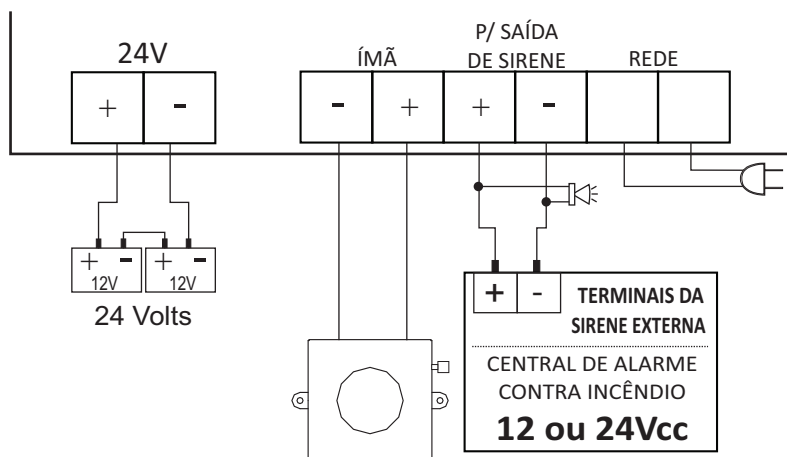 24V
+ -
ÍMÃ
- +
P/ SAÍDA
DE SIRENE
+ -
REDE
+ - + -
12V 12V
24 Volts
+ -
TERMINAIS DA
SIRENE EXTERNA
CENTRAL DE ALARME
CONTRA INCÊNDIO
12 ou 24Vcc